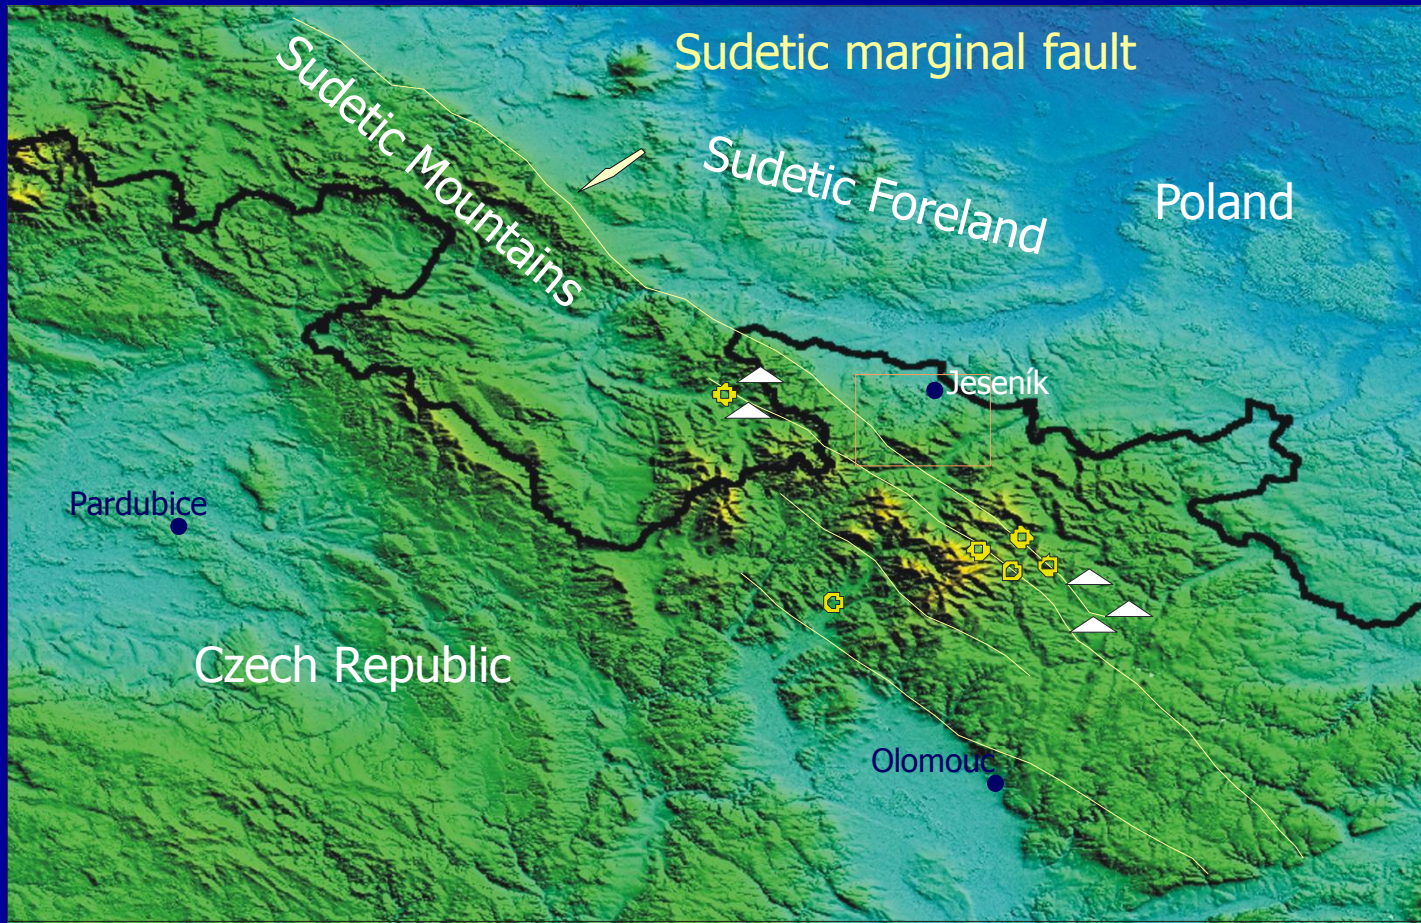 Sudetic marginal fault
Sudetic Mountains
Sudetic Foreland
Poland
Jeseník
Pardubice
Czech Republic
Olomouc